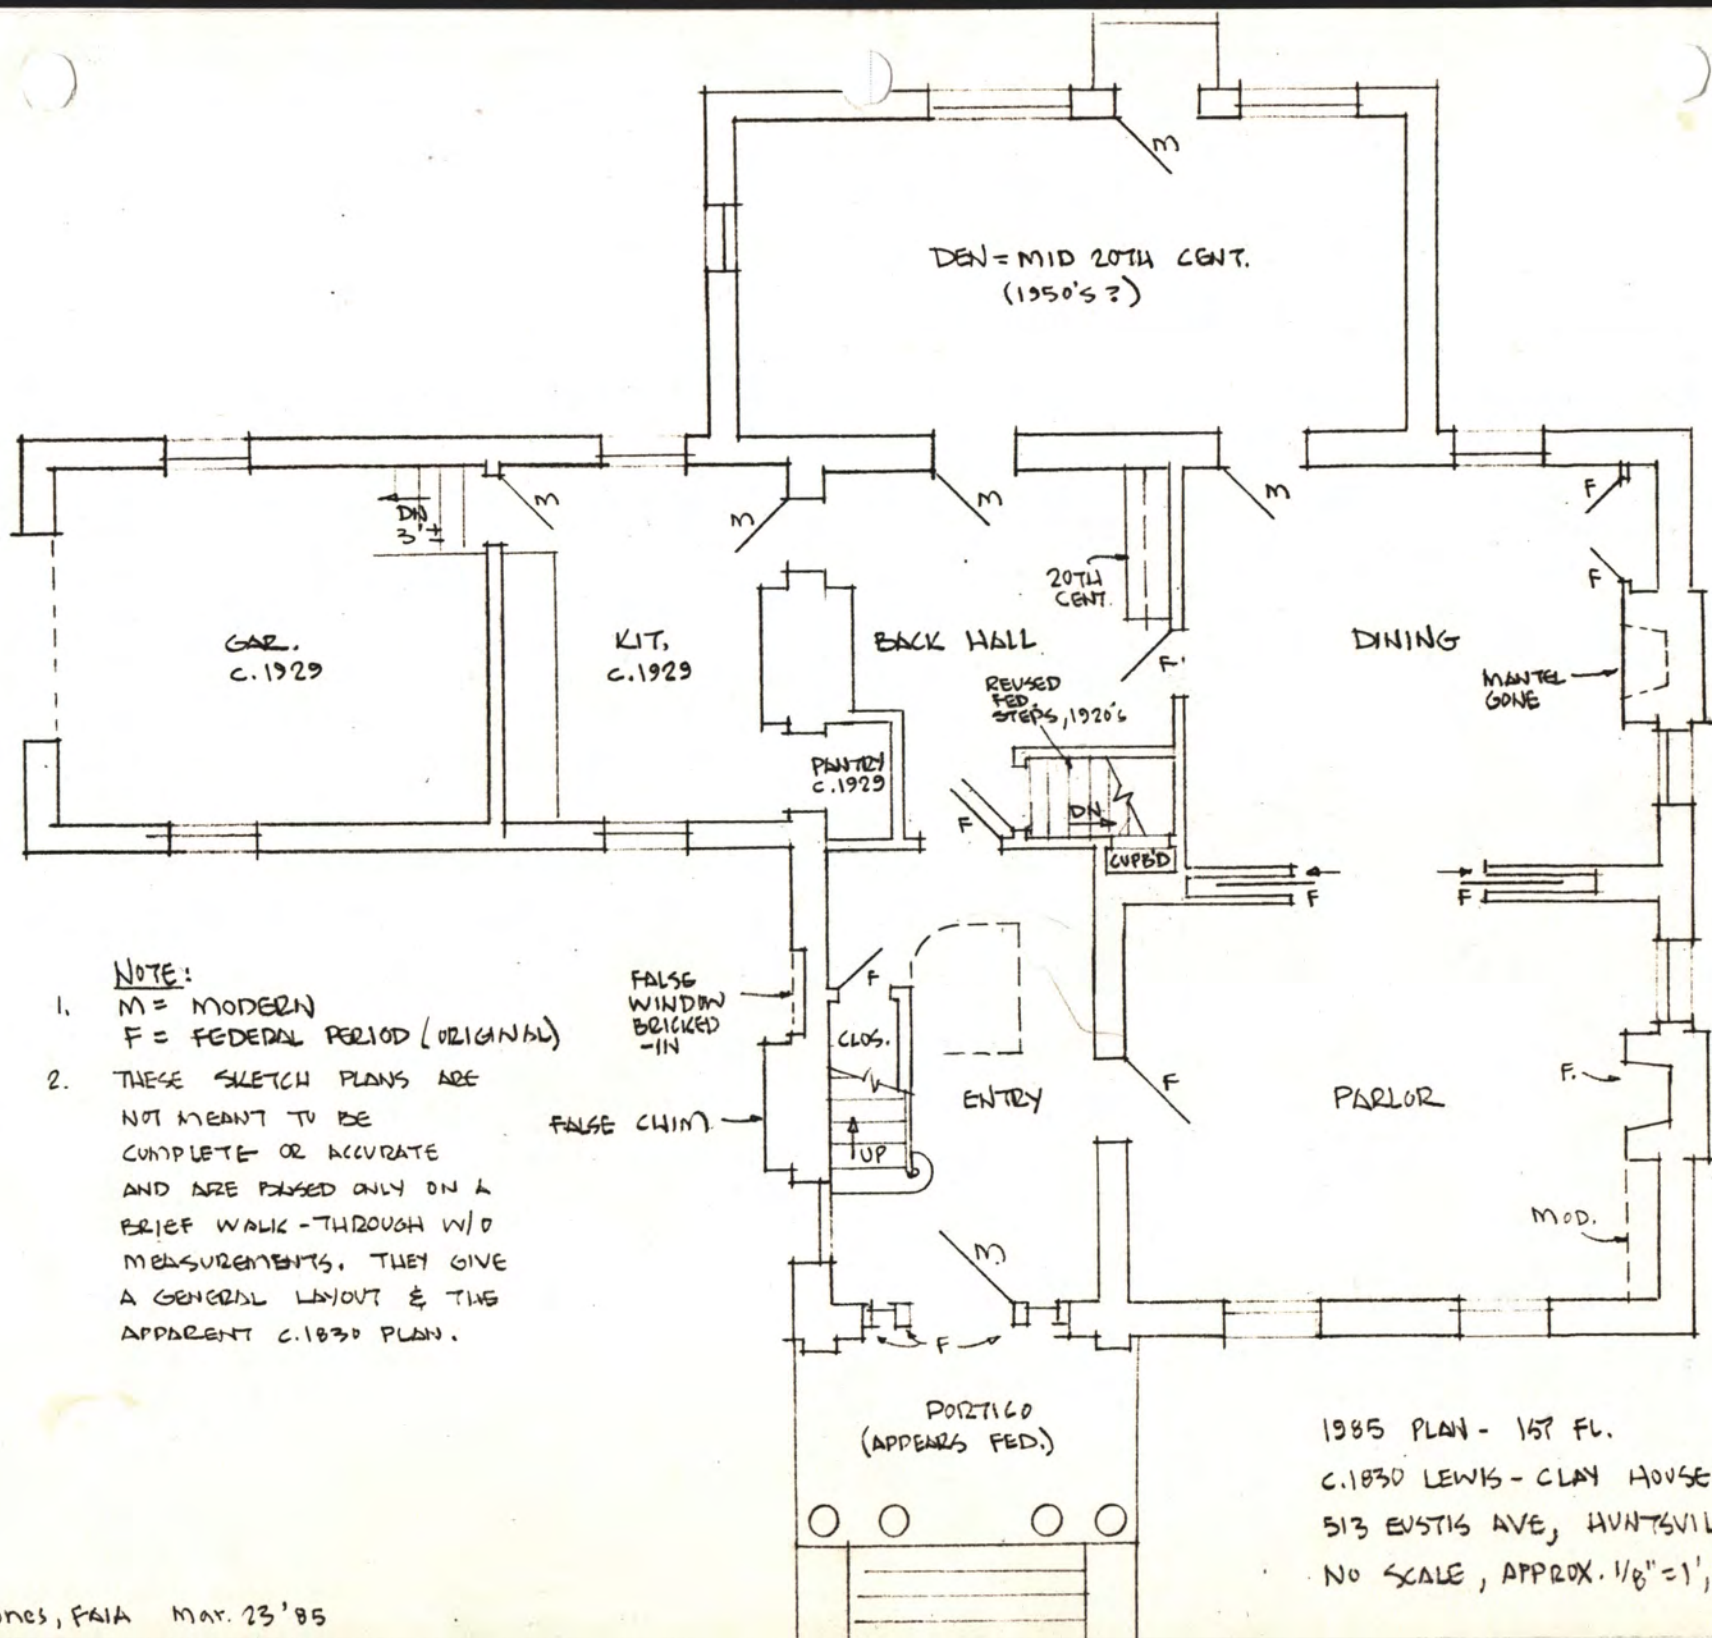 M
DEN = MID 20TH CENT.
(1950'S ?)
DN
3'±
M
M
M
M
F
F
20TH
CENT.
GAR.
C.1929
KIT.
C.1929
BACK HALL
F
DINING
MANTEL
GONE
REUSED
FED.
STEPS, 1920'S
PANTRY
C.1929
DN
F
CUPB'D
F
F
NOTE:
1. M = MODERN
F = FEDERAL PERIOD (ORIGINAL)
2. THESE SKETCH PLANS ARE
NOT MEANT TO BE
COMPLETE OR ACCURATE
AND ARE BASED ONLY ON A
BRIEF WALK-THROUGH W/O
MEASUREMENTS. THEY GIVE
A GENERAL LAYOUT & THE
APPARENT C.1830 PLAN.
FALSE
WINDOW
BRICKED
-IN
FALSE CHIM.
F
CLOS.
UP
ENTRY
F
PARLOR
F.
MOD.
M
F
PORTICO
(APPEARS FED.)
1985 PLAN - 1ST FL.
C.1830 LEWIS-CLAY HOUSE
513 EUSTIS AVE, HUNTSVIL
NO SCALE, APPROX. 1/8"=1',
ones, FAIA Mar. 23 '85